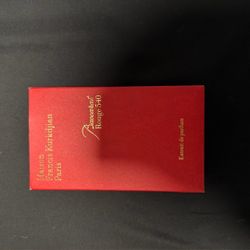 Maison
Francis Kurkdjian
Paris
Baccarat
Rouge 540
Extrait de parfum